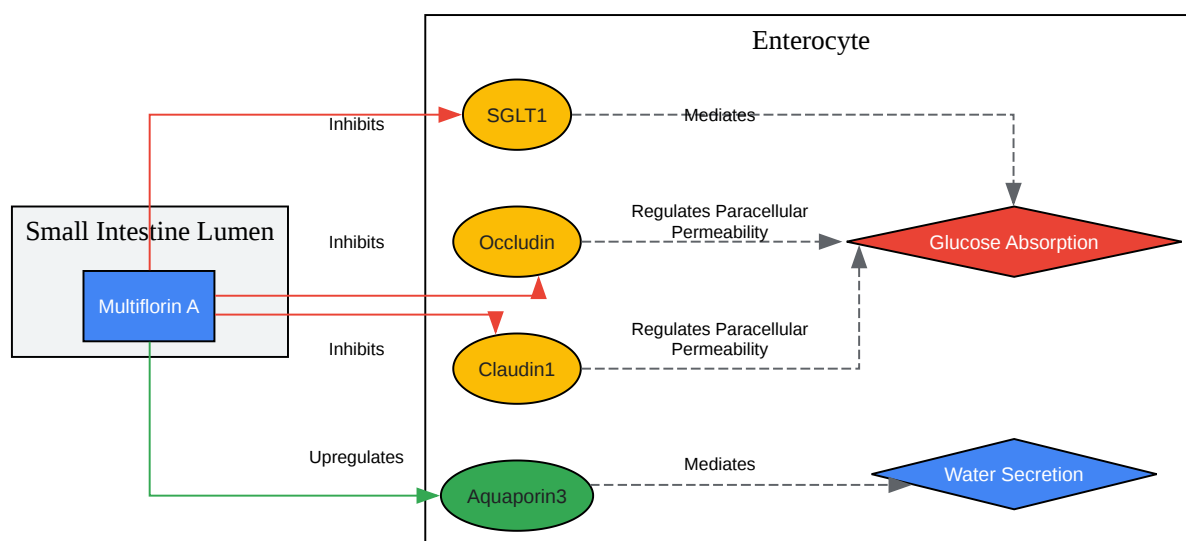 Enterocyte
SGLT1
Mediates
Inhibits
Small Intestine Lumen
Inhibits
Occludin
Regulates Paracellular
Permeability
Glucose Absorption
Multiflorin A
Inhibits
Claudin1
Regulates Paracellular
Permeability
Upregulates
Aquaporin3
Mediates
Water Secretion